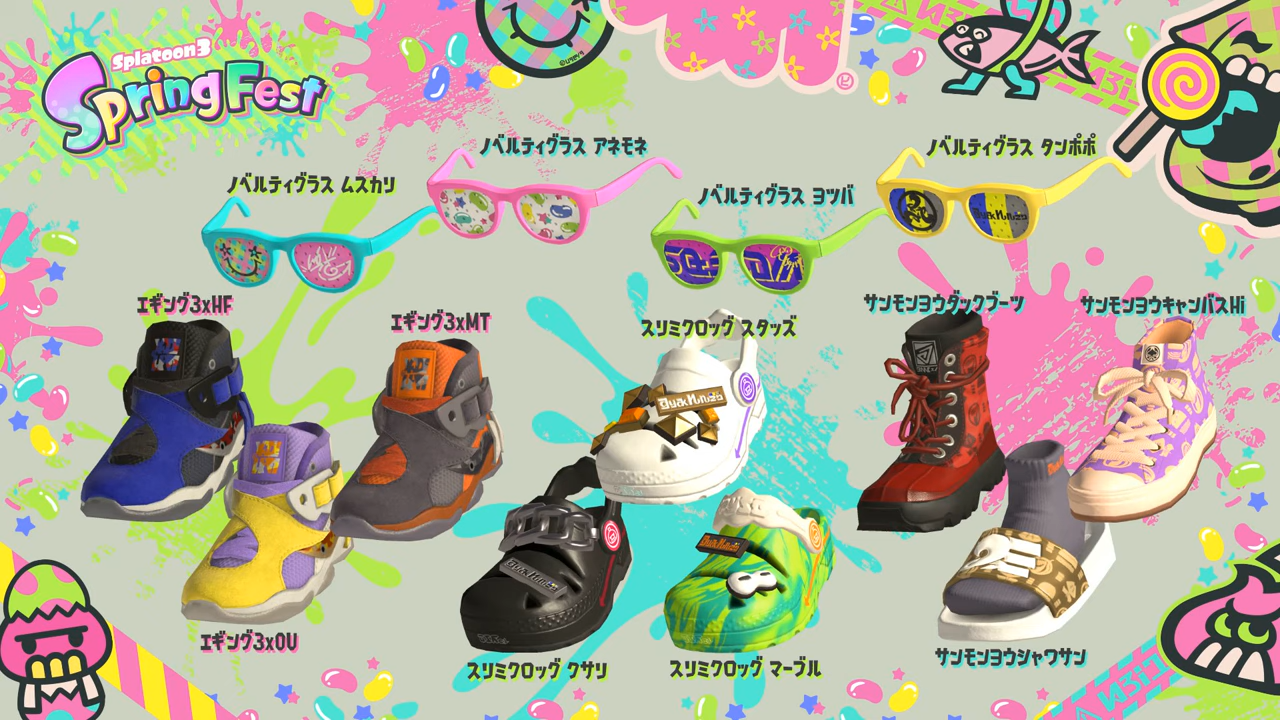 Splatoon3
SpringFest
ノベルティグラス アネモネ
ノベルティグラス タンポポ
ノベルティグラス ムスカリ
ノベルティグラス ヨツバ
エギング3xHF
エギング3xMT
スリミクロッグ スタッズ
サンモンヨウダックブーツ
サンモンヨウキャンバスHi
エギング3xOU
スリミクロッグ クサリ
スリミクロッグ マーブル
サンモンヨウシャワサン